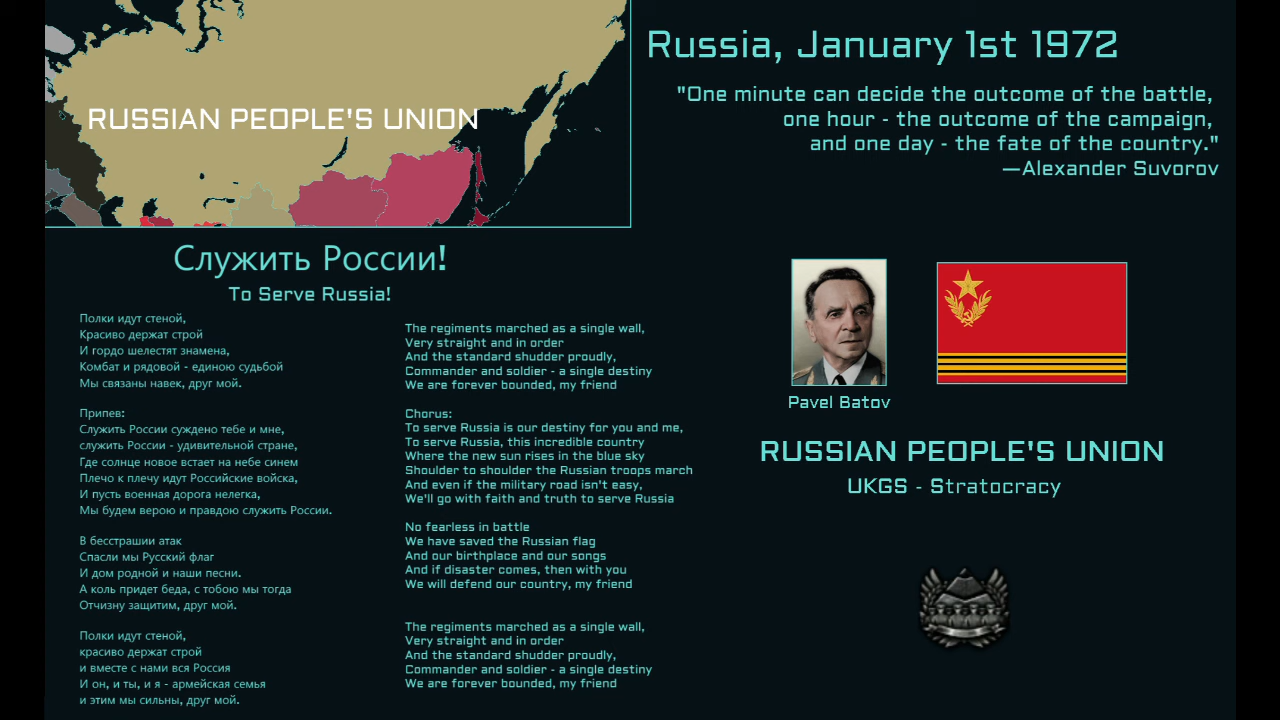 RUSSIAN PEOPLE'S UNION
Russia, January 1st 1972
"One minute can decide the outcome of the battle,
one hour - the outcome of the campaign,
and one day - the fate of the country."
—Alexander Suvorov
Служить России!
To Serve Russia!
Полки идут стеной,
Красиво держат строй
И гордо шелестят знамена,
Комбат и рядовой - единою судьбой
Мы связаны навек, друг мой.
Припев:
Служить России суждено тебе и мне,
служить России - удивительной стране,
Где солнце новое встает на небе синем
Плечо к плечу идут Российские войска,
И пусть военная дорога нелегка,
Мы будем верою и правдою служить России.
В бесстрашии атак
Спасли мы Русский флаг
И дом родной и наши песни.
А коль придет беда, с тобою мы тогда
Отчизну защитим, друг мой.
Полки идут стеной,
красиво держат строй
и вместе с нами вся Россия
И он, и ты, и я - армейская семья
и этим мы сильны, друг мой.
The regiments marched as a single wall,
Very straight and in order
And the standard shudder proudly,
Commander and soldier - a single destiny
We are forever bounded, my friend
Chorus:
To serve Russia is our destiny for you and me,
To serve Russia, this incredible country
Where the new sun rises in the blue sky
Shoulder to shoulder the Russian troops march
And even if the military road isn't easy,
We'll go with faith and truth to serve Russia
No fearless in battle
We have saved the Russian flag
And our birthplace and our songs
And if disaster comes, then with you
We will defend our country, my friend
The regiments marched as a single wall,
Very straight and in order
And the standard shudder proudly,
Commander and soldier - a single destiny
We are forever bounded, my friend
Pavel Batov
RUSSIAN PEOPLE'S UNION
UKGS - Stratocracy